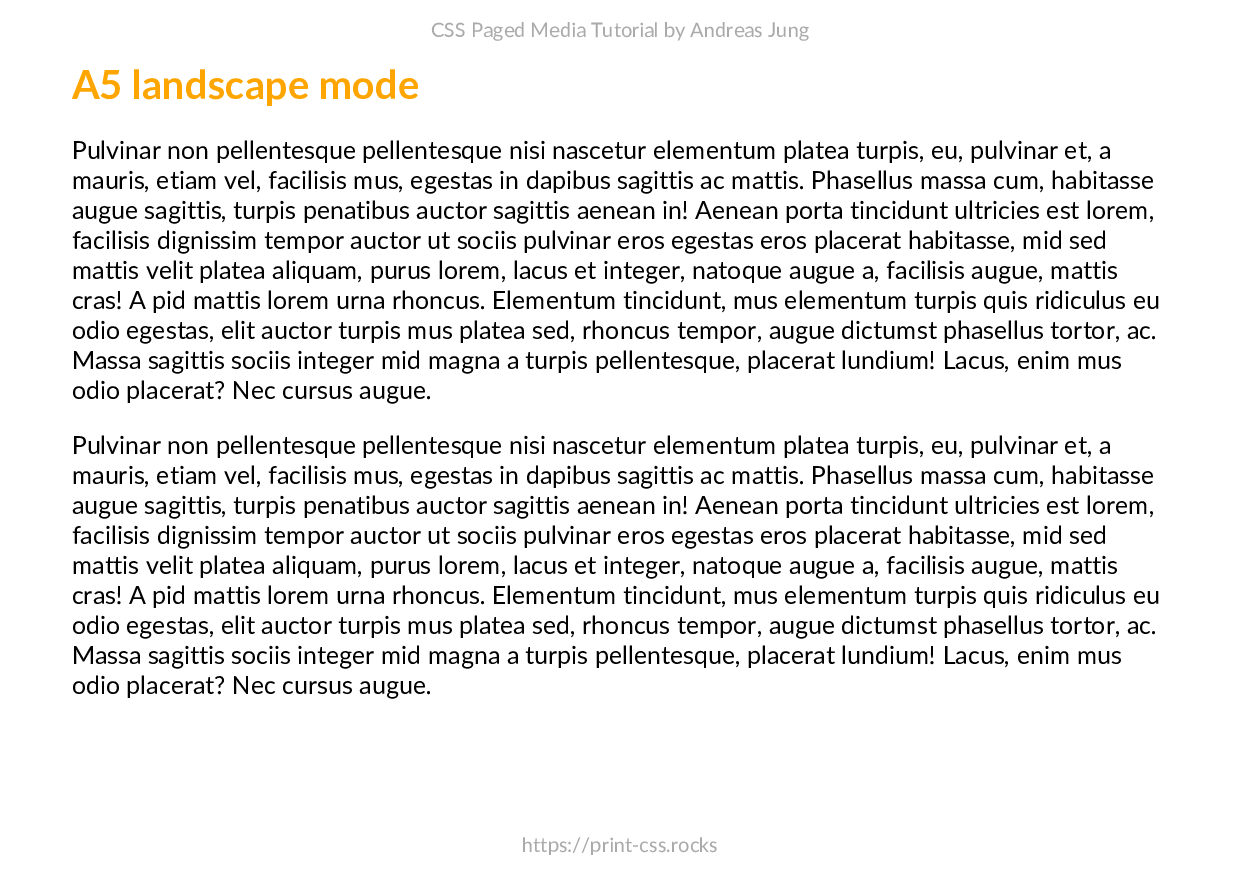 CSS Paged Media Tutorial by Andreas Jung
A5 landscape mode
Pulvinar non pellentesque pellentesque nisi nascetur elementum platea turpis, eu, pulvinar et, a
mauris, etiam vel, facilisis mus, egestas in dapibus sagittis ac mattis. Phasellus massa cum, habitasse
augue sagittis, turpis penatibus auctor sagittis aenean in! Aenean porta tincidunt ultricies est lorem,
facilisis dignissim tempor auctor ut sociis pulvinar eros egestas eros placerat habitasse, mid sed
mattis velit platea aliquam, purus lorem, lacus et integer, natoque augue a, facilisis augue, mattis
cras! A pid mattis lorem urna rhoncus. Elementum tincidunt, mus elementum turpis quis ridiculus eu
odio egestas, elit auctor turpis mus platea sed, rhoncus tempor, augue dictumst phasellus tortor, ac.
Massa sagittis sociis integer mid magna a turpis pellentesque, placerat lundium! Lacus, enim mus
odio placerat? Nec cursus augue.
Pulvinar non pellentesque pellentesque nisi nascetur elementum platea turpis, eu, pulvinar et, a
mauris, etiam vel, facilisis mus, egestas in dapibus sagittis ac mattis. Phasellus massa cum, habitasse
augue sagittis, turpis penatibus auctor sagittis aenean in! Aenean porta tincidunt ultricies est lorem,
facilisis dignissim tempor auctor ut sociis pulvinar eros egestas eros placerat habitasse, mid sed
mattis velit platea aliquam, purus lorem, lacus et integer, natoque augue a, facilisis augue, mattis
cras! A pid mattis lorem urna rhoncus. Elementum tincidunt, mus elementum turpis quis ridiculus eu
odio egestas, elit auctor turpis mus platea sed, rhoncus tempor, augue dictumst phasellus tortor, ac.
Massa sagittis sociis integer mid magna a turpis pellentesque, placerat lundium! Lacus, enim mus
odio placerat? Nec cursus augue.
https://print-css.rocks